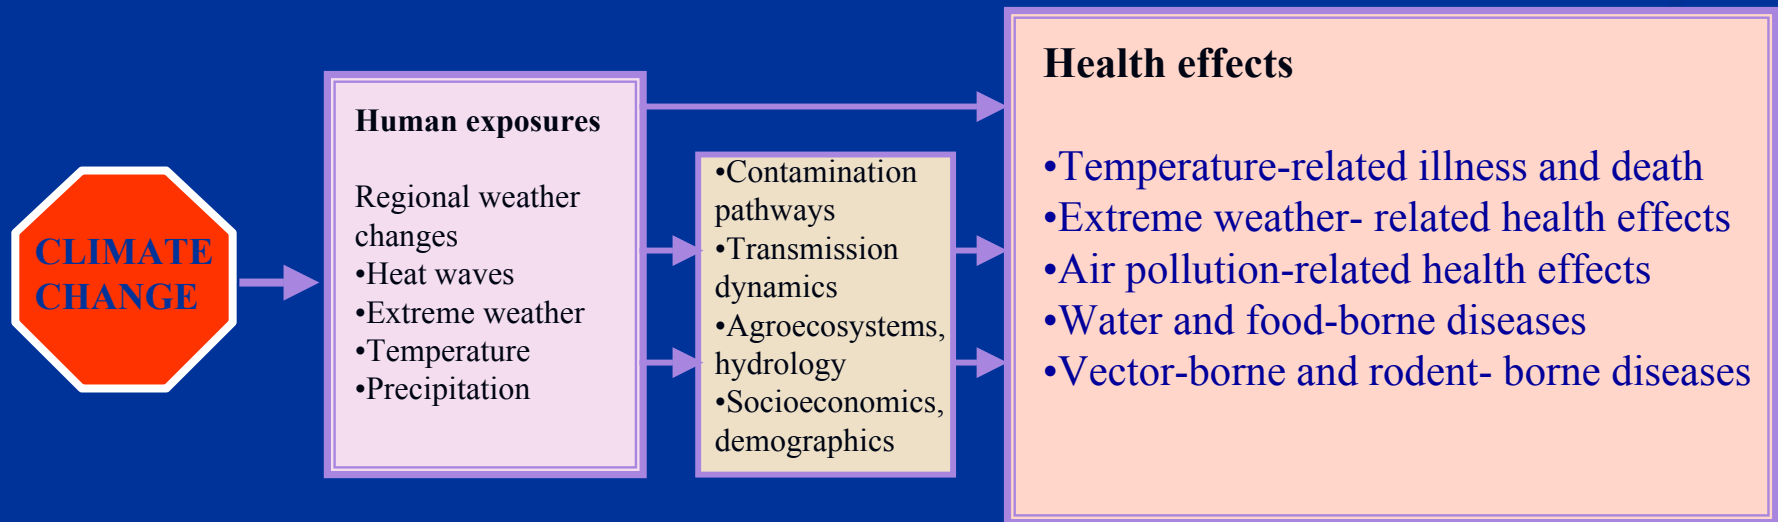 CLIMATE
CHANGE
Human exposures
Regional weather
changes
•Heat waves
•Extreme weather
•Temperature
•Precipitation
•Contamination
pathways
•Transmission
dynamics
•Agroecosystems,
hydrology
•Socioeconomics,
demographics
Health effects
•Temperature-related illness and death
•Extreme weather- related health effects
•Air pollution-related health effects
•Water and food-borne diseases
•Vector-borne and rodent- borne diseases